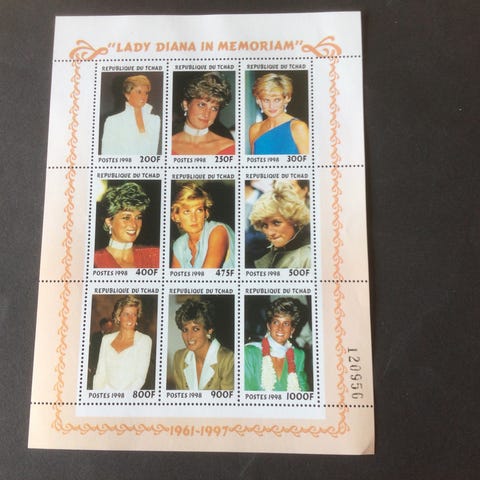 "LADY DIANA IN MEMORIAM"
REPUBLIQUE DU TCHAD
POSTES 1998 200F
REPUBLIQUE DU TCHAD
POSTES 1998 250F
REPUBLIQUE DU TCHAD
POSTES 1998 300F
REPUBLIQUE DU TCHAD
POSTES 1998 400F
REPUBLIQUE DU TCHAD
POSTES 1998 475F
REPUBLIQUE DU TCHAD
POSTES 1998 500F
REPUBLIQUE DU TCHAD
POSTES 1998 800F
REPUBLIQUE DU TCHAD
POSTES 1998 900F
REPUBLIQUE DU TCHAD
POSTES 1998 1000F
120956
1961-1997